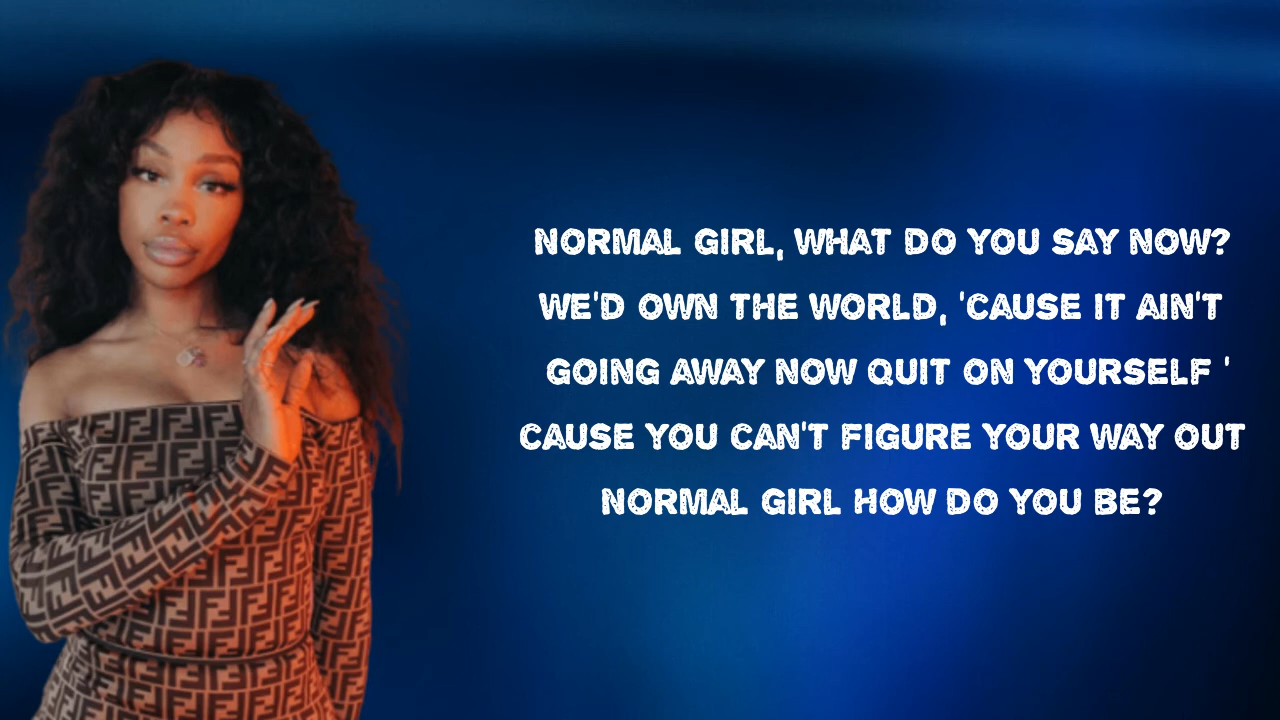 NORMAL GIRL, WHAT DO YOU SAY NOW?
WE'D OWN THE WORLD, 'CAUSE IT AIN'T
GOING AWAY NOW QUIT ON YOURSELF '
CAUSE YOU CAN'T FIGURE YOUR WAY OUT
NORMAL GIRL HOW DO YOU BE?